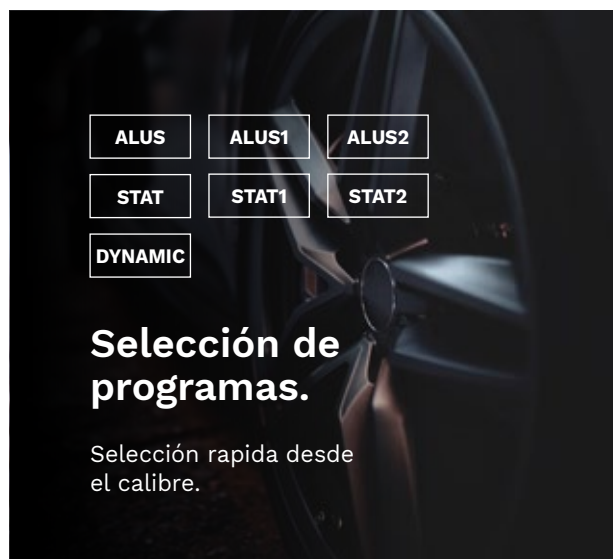 ALUS ALUS1 ALUS2
STAT STAT1 STAT2
DYNAMIC
Selección de
programas.
Selección rapida desde
el calibre.